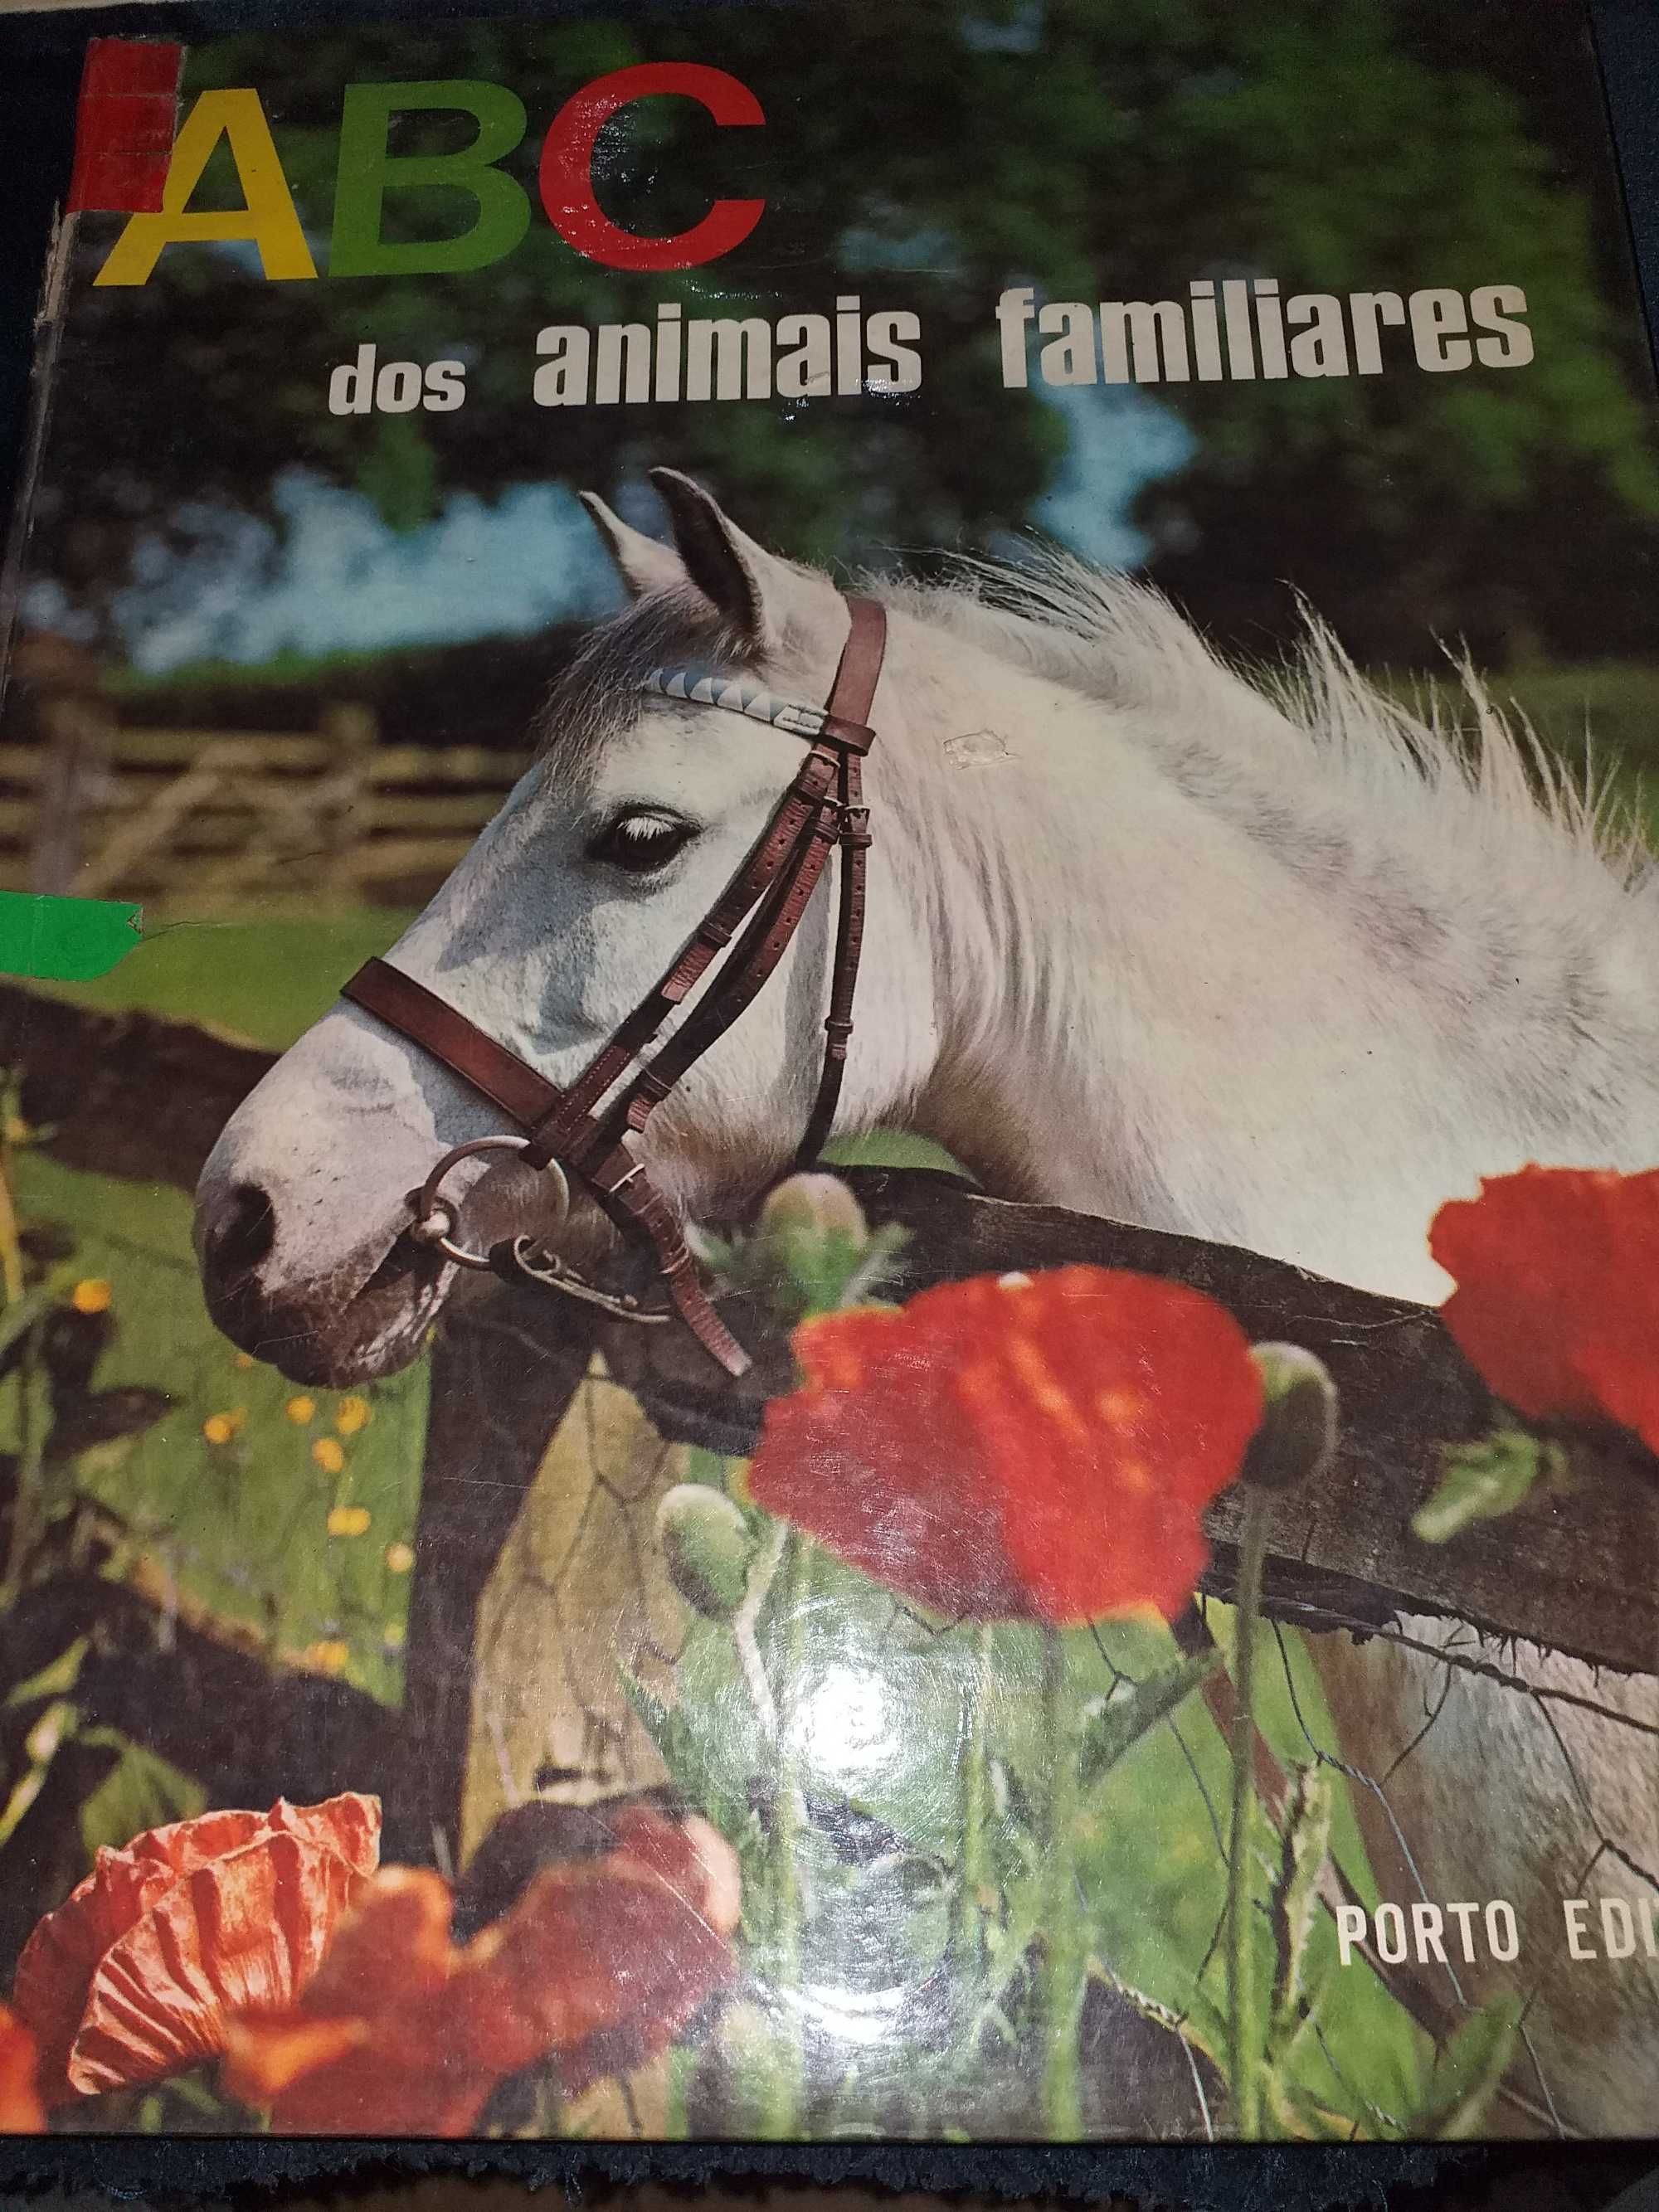 ABC
dos animais familiares
PORTO EDI